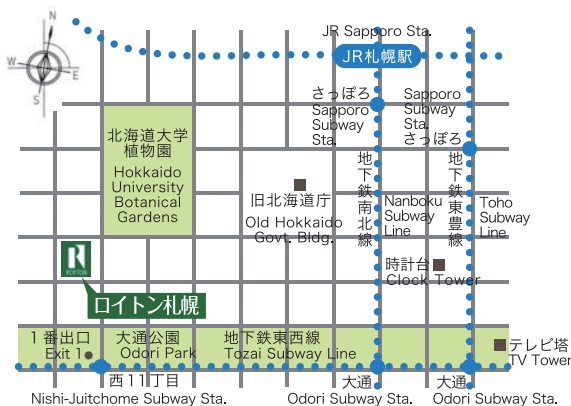 N
W
E
S
JR Sapporo Sta.
JR札幌駅
さっぽろ
Sapporo
Subway
Sta.
Sapporo
Subway
Sta.
さっぽろ
北海道大学
植物園
Hokkaido
University
Botanical
Gardens
旧北海道庁
Old Hokkaido
Govt. Bldg.
地下鉄南北線
Nanboku
Subway
Line
地下鉄東豊線
Toho
Subway
Line
時計台
Clock Tower
R
ROYTON
ロイトン札幌
1番出口
Exit 1
大通公園
Odori Park
地下鉄東西線
Tozai Subway Line
テレビ塔
TV Tower
西11丁目
Nishi-Juitchome Subway Sta.
大通
Odori Subway Sta.
大通
Odori Subway Sta.